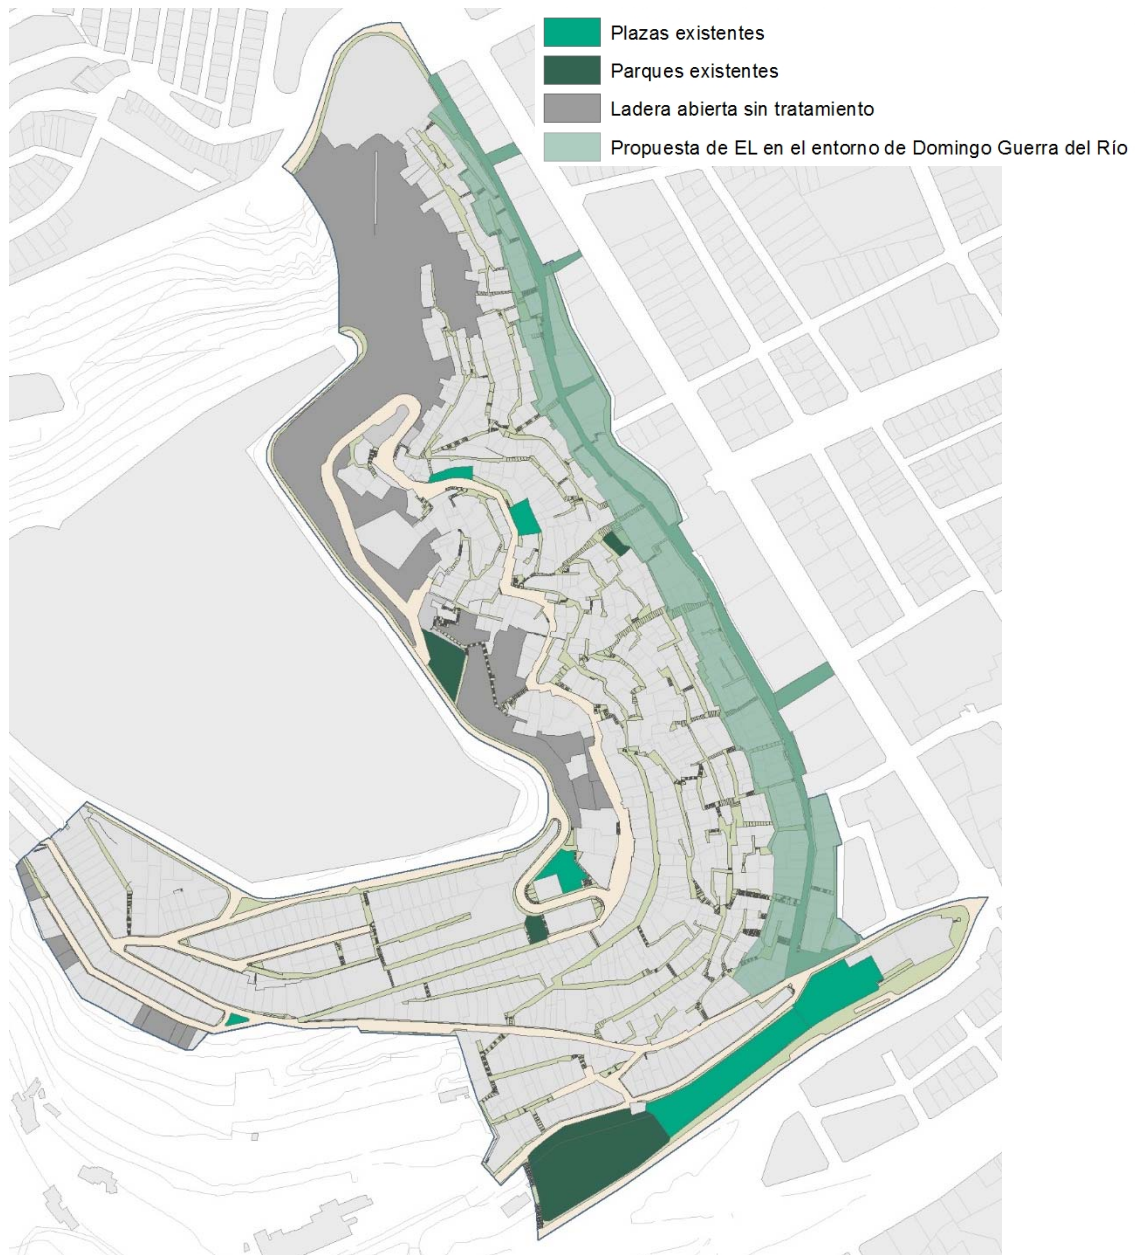 Plazas existentes
Parques existentes
Ladera abierta sin tratamiento
Propuesta de EL en el entorno de Domingo Guerra del Río